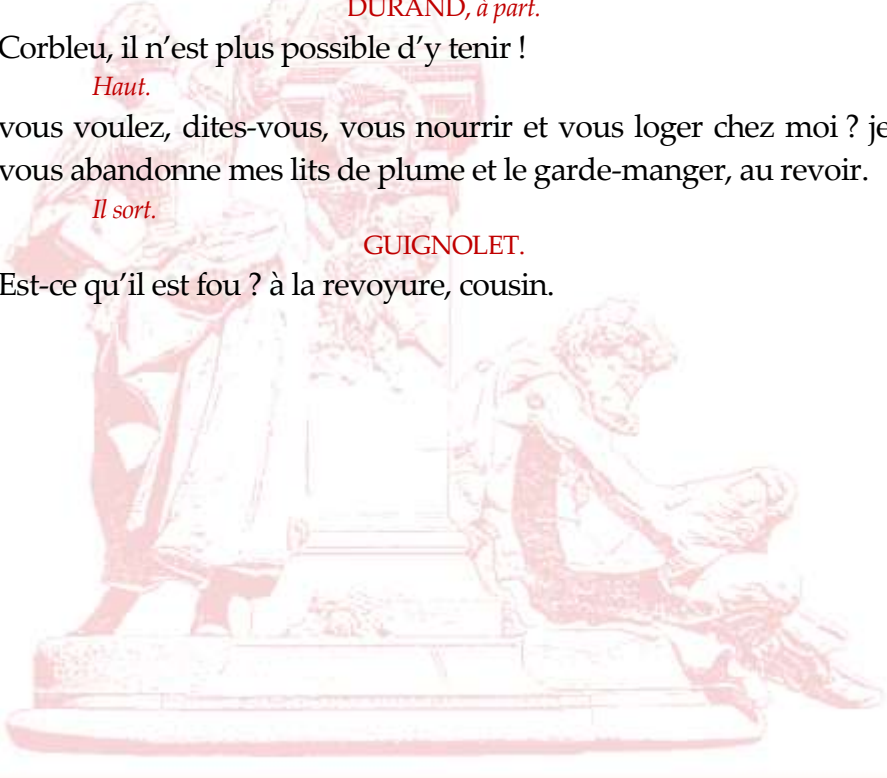 DURAND, à part.
Corbleu, il n’est plus possible d’y tenir !
Haut.
vous voulez, dites-vous, vous nourrir et vous loger chez moi ? je
vous abandonne mes lits de plume et le garde-manger, au revoir.
Il sort.
GUIGNOLET.
Est-ce qu’il est fou ? à la revoyure, cousin.